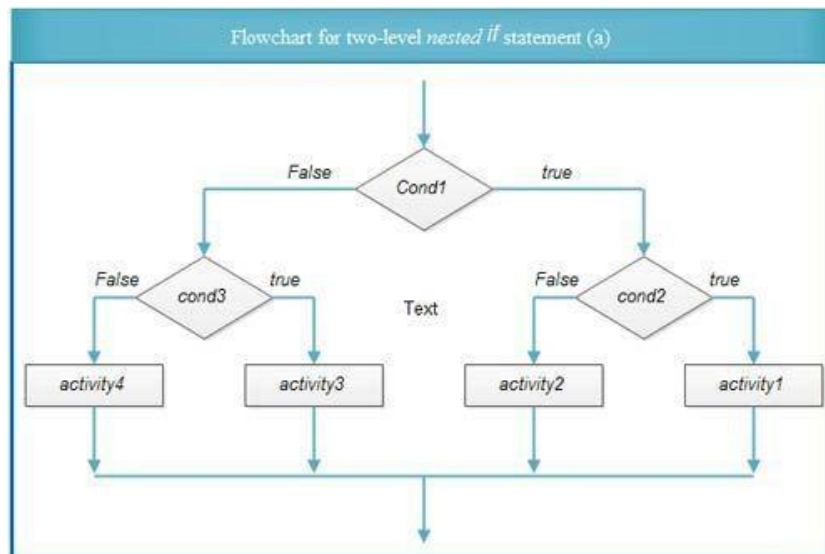 Flowchart for two-level nested if statement (a)
False
Cond1
true
False
cond3
true
Text
False
cond2
true
activity4
activity3
activity2
activity1